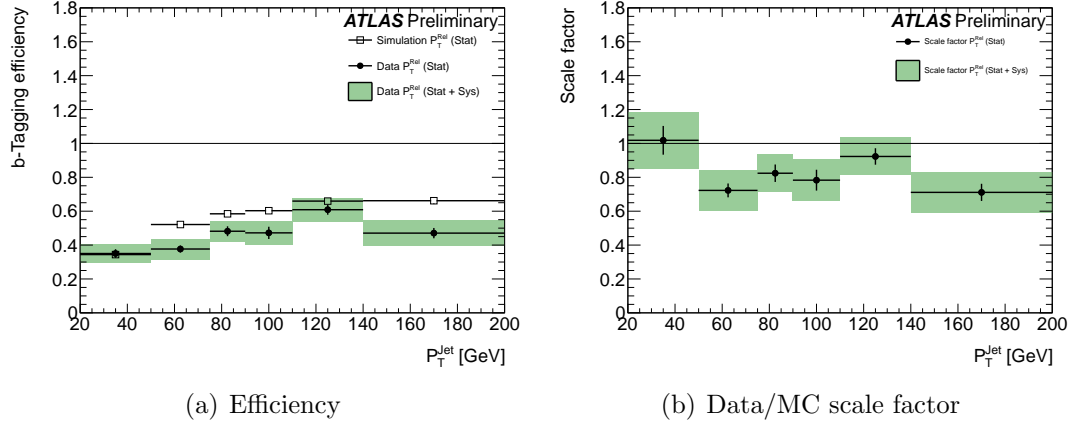 ATLAS Preliminary
Simulation P_T^Rel (Stat)
Data P_T^Rel (Stat)
Data P_T^Rel (Stat + Sys)
b-Tagging efficiency
1.8
1.6
1.4
1.2
1
0.8
0.6
0.4
0.2
0
20 40 60 80 100 120 140 160 180 200
P_T^Jet [GeV]
(a) Efficiency
ATLAS Preliminary
Scale factor P_T^Rel (Stat)
Scale factor P_T^Rel (Stat + Sys)
Scale factor
1.8
1.6
1.4
1.2
1
0.8
0.6
0.4
0.2
0
20 40 60 80 100 120 140 160 180 200
P_T^Jet [GeV]
(b) Data/MC scale factor